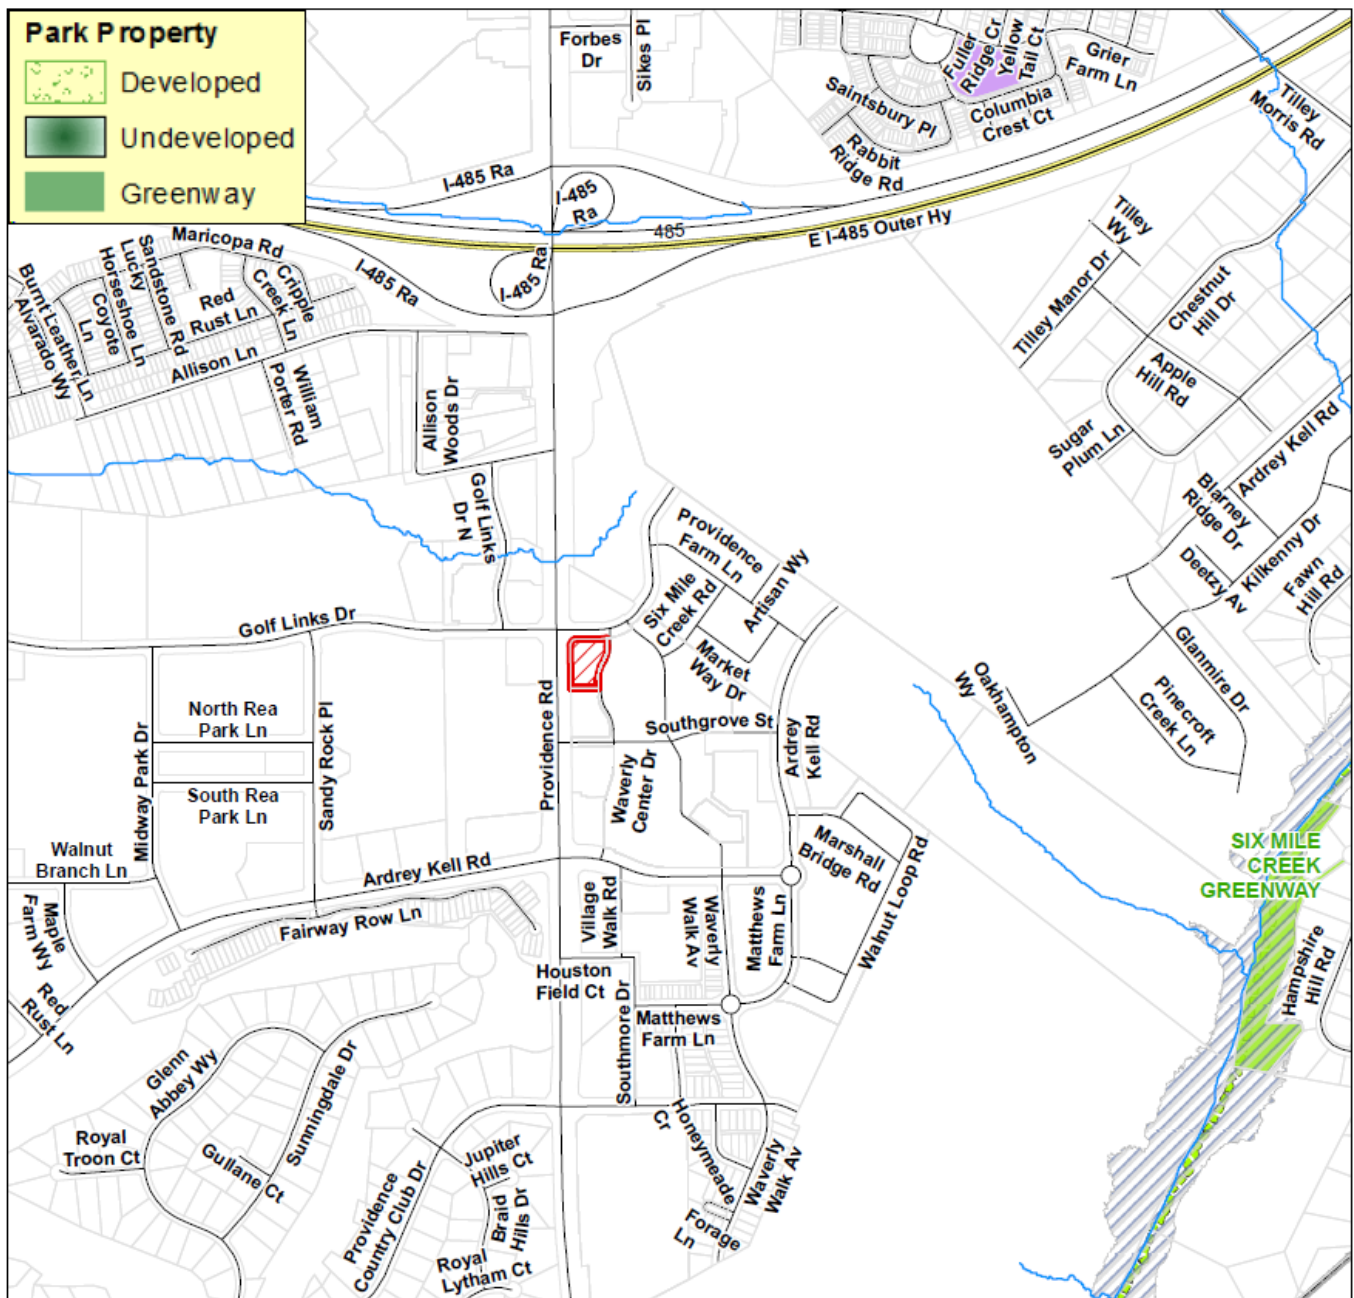 Park Property
Developed
Undeveloped
Greenway
Forbes
Dr
Sikes Pl
Fuller
Ridge Cr
Yellow
Tail Ct
Grier
Farm Ln
Saintsbury Pl
Columbia
Crest Ct
Rabbit
Ridge Rd
Tilley
Morris Rd
I-485 Ra
I-485
Ra
485
E I-485 Outer Hy
I-485 Ra
I-485 Ra
Maricopa Rd
Sandstone Rd
Lucky
Horseshoe Ln
Coyote
Ln
Burnt Leather Ln
Alvarado Wy
Red
Rust Ln
Cripple
Creek Ln
Allison Ln
William
Porter Rd
Allison
Woods Dr
Tilley
Wy
Tilley Manor Dr
Chestnut
Hill Dr
Apple
Hill Rd
Sugar
Plum Ln
Ardrey Kell Rd
Blarney
Ridge Dr
Kilkenny Dr
Deetzy Av
Fawn
Hill Rd
Golf Links
Dr N
Providence
Farm Ln
Artisan Wy
Six Mile
Creek Rd
Market
Way Dr
Golf Links Dr
Glanmire Dr
Pinecroft
Creek Ln
Oakhampton
Wy
North Rea
Park Ln
Midway Park Dr
Sandy Rock Pl
South Rea
Park Ln
Providence Rd
Southgrove St
Ardrey
Kell Rd
Waverly
Center Dr
Walnut
Branch Ln
Ardrey Kell Rd
Marshall
Bridge Rd
Walnut Loop Rd
SIX MILE
CREEK
GREENWAY
Maple
Farm Wy
Fairway Row Ln
Village
Walk Rd
Waverly
Walk Av
Matthews
Farm Ln
Hampshire
Hill Rd
Red
Rust Ln
Houston
Field Ct
Southmore Dr
Matthews
Farm Ln
Glenn
Abbey Wy
Sunningdale Dr
Royal
Troon Ct
Gullane Ct
Jupiter
Hills Ct
Providence
Country Club Dr
Braid
Hills Dr
Royal
Lytham Ct
Honeymeade
Cr
Waverly
Walk Av
Forage
Ln